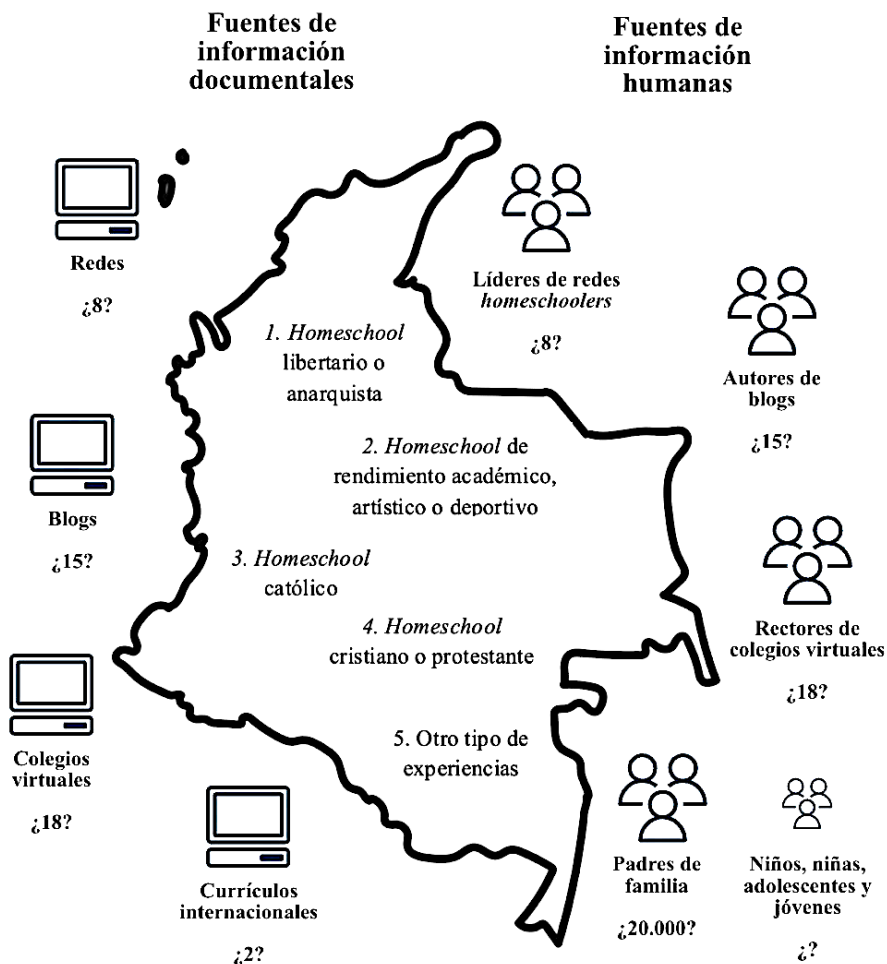 Fuentes de
información
documentales
Fuentes de
información
humanas
Redes
¿8?
Líderes de redes
homeschoolers
¿8?
Autores de
blogs
¿15?
1. Homeschool
libertario o
anarquista
2. Homeschool de
rendimiento académico,
artístico o deportivo
Blogs
¿15?
3. Homeschool
católico
4. Homeschool
cristiano o protestante
Rectores de
colegios virtuales
¿18?
Colegios
virtuales
¿18?
5. Otro tipo de
experiencias
Currículos
internacionales
¿2?
Padres de
familia
¿20.000?
Niños, niñas,
adolescentes y
jóvenes
¿?